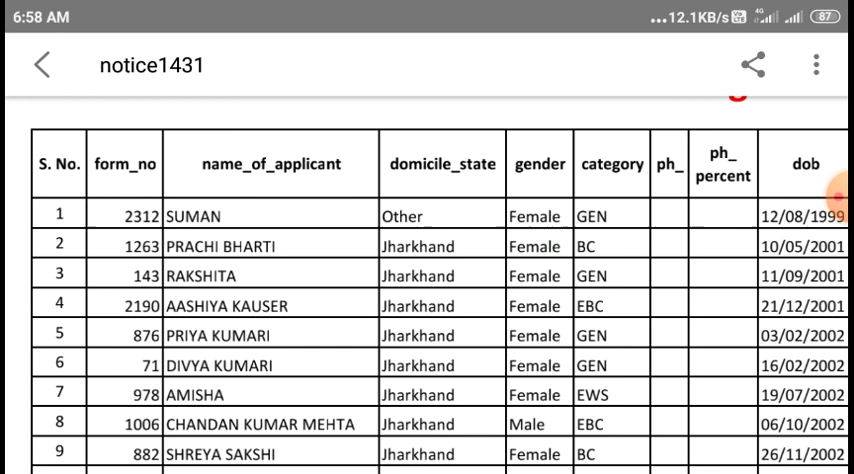 6:58 AM ...12.1KB/s Vo LTE 4G 87
notice1431
S. No. form_no name_of_applicant domicile_state gender category ph_ ph_ percent dob
1 2312 SUMAN Other Female GEN 12/08/1999
2 1263 PRACHI BHARTI Jharkhand Female BC 10/05/2001
3 143 RAKSHITA Jharkhand Female GEN 11/09/2001
4 2190 AASHIYA KAUSER Jharkhand Female EBC 21/12/2001
5 876 PRIYA KUMARI Jharkhand Female GEN 03/02/2002
6 71 DIVYA KUMARI Jharkhand Female GEN 16/02/2002
7 978 AMISHA Jharkhand Female EWS 19/07/2002
8 1006 CHANDAN KUMAR MEHTA Jharkhand Male EBC 06/10/2002
9 882 SHREYA SAKSHI Jharkhand Female BC 26/11/2002